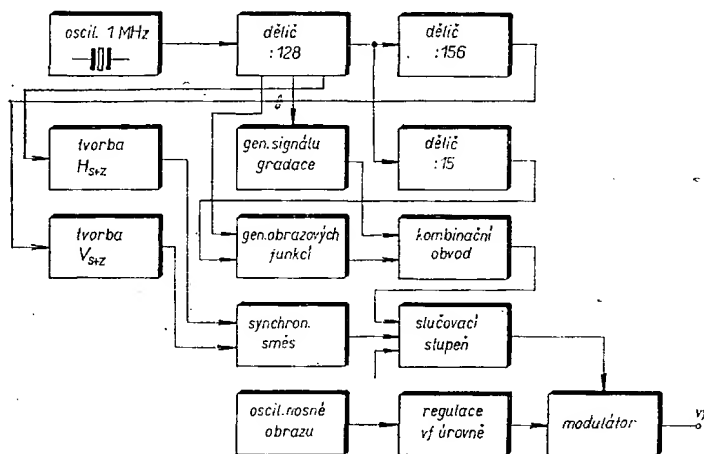 oscil. 1 MHz
dělič
:128
dělič
:156
tvorba
Hs+z
gen. signálu
gradace
dělič
:15
tvorba
Vs+z
gen. obrazových
funkcí
kombinační
obvod
synchron.
směs
slučovací
stupeň
oscil. nosné
obrazu
regulace
vf úrovně
modulátor
vf